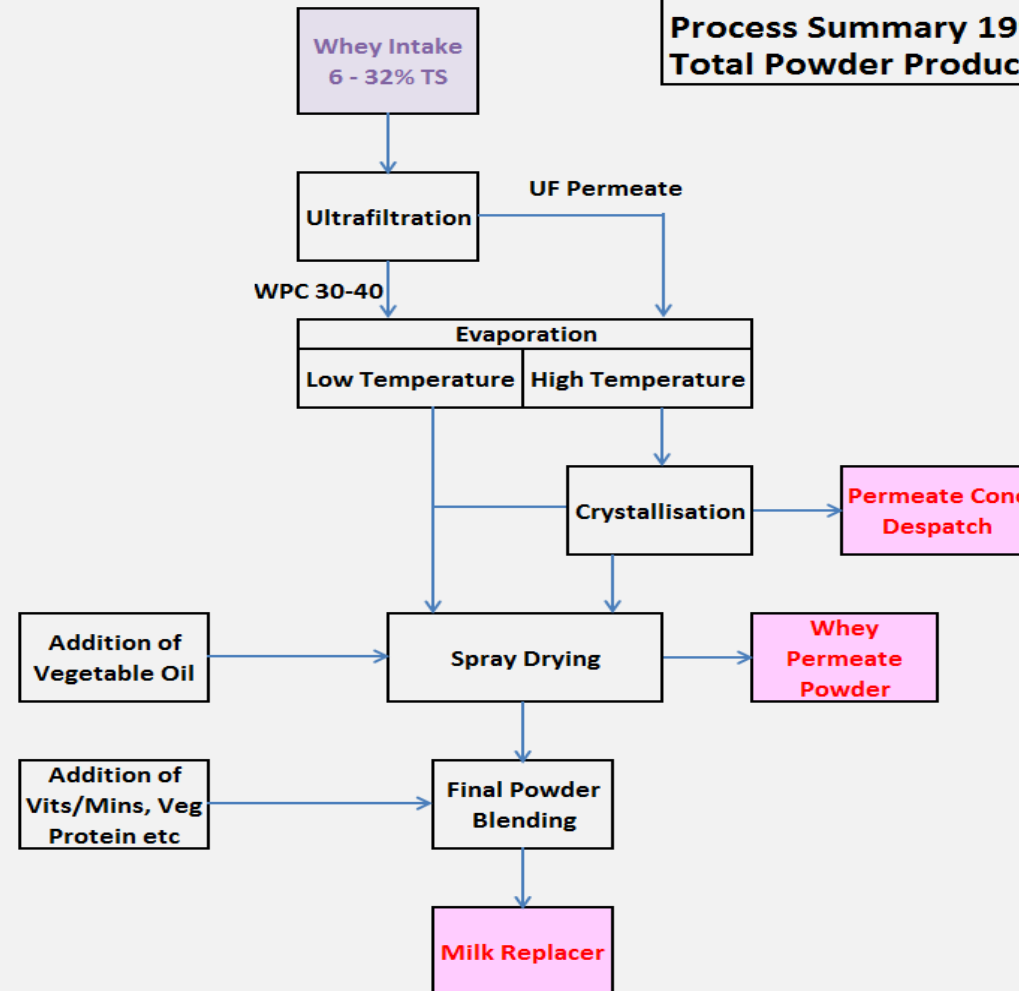 Process Summary 19
Total Powder Produc
Whey Intake
6 - 32% TS
UF Permeate
Ultrafiltration
WPC 30-40
Evaporation
Low Temperature
High Temperature
Crystallisation
Permeate Conc
Despatch
Addition of
Vegetable Oil
Spray Drying
Whey
Permeate
Powder
Addition of
Vits/Mins, Veg
Protein etc
Final Powder
Blending
Milk Replacer